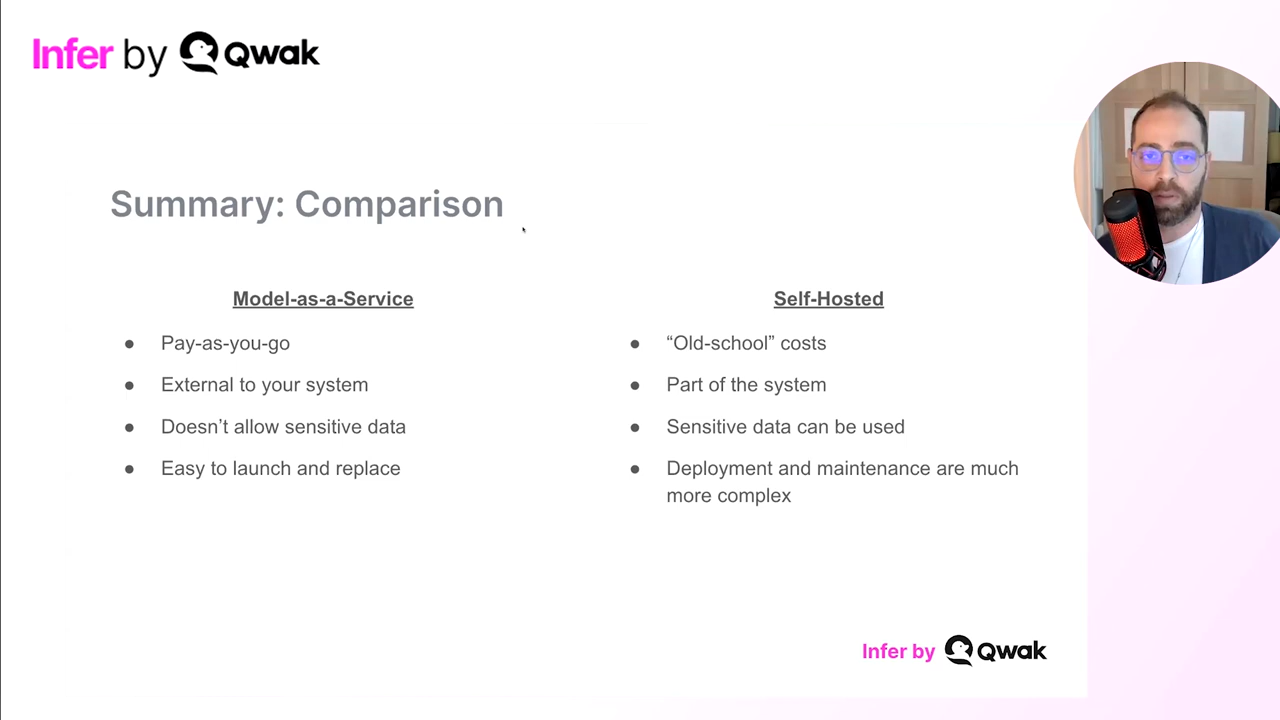 Infer by Qwak
Summary: Comparison
Model-as-a-Service
● Pay-as-you-go
● External to your system
● Doesn’t allow sensitive data
● Easy to launch and replace
Self-Hosted
● “Old-school” costs
● Part of the system
● Sensitive data can be used
● Deployment and maintenance are much
more complex
Infer by Qwak